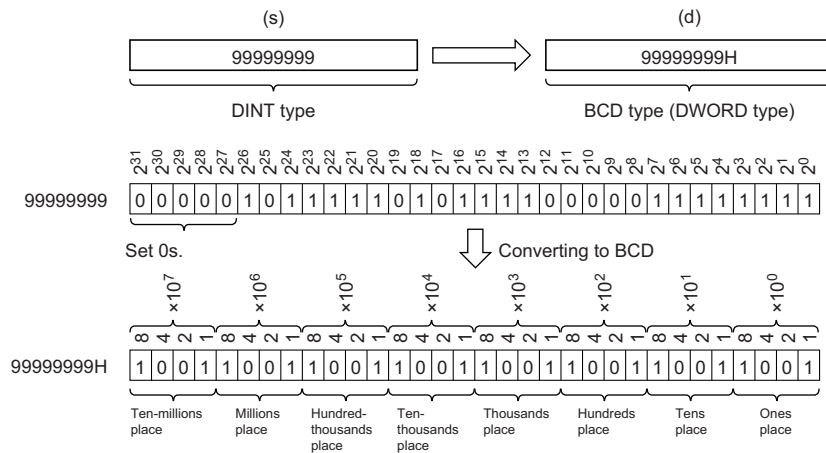 (s) (d)
99999999 99999999H
DINT type BCD type (DWORD type)
2^31 2^30 2^29 2^28 2^27 2^26 2^25 2^24 2^23 2^22 2^21 2^20 2^19 2^18 2^17 2^16 2^15 2^14 2^13 2^12 2^11 2^10 2^9 2^8 2^7 2^6 2^5 2^4 2^3 2^2 2^1 2^0
99999999 0 0 0 0 0 1 0 1 1 1 1 1 0 1 0 1 1 1 1 0 0 0 0 0 1 1 1 1 1 1 1 1
Set 0s. Converting to BCD
×10^7 ×10^6 ×10^5 ×10^4 ×10^3 ×10^2 ×10^1 ×10^0
8 4 2 1 8 4 2 1 8 4 2 1 8 4 2 1 8 4 2 1 8 4 2 1 8 4 2 1 8 4 2 1
99999999H 1 0 0 1 1 0 0 1 1 0 0 1 1 0 0 1 1 0 0 1 1 0 0 1 1 0 0 1 1 0 0 1
Ten-millions
place
Millions
place
Hundred-
thousands
place
Ten-
thousands
place
Thousands
place
Hundreds
place
Tens
place
Ones
place